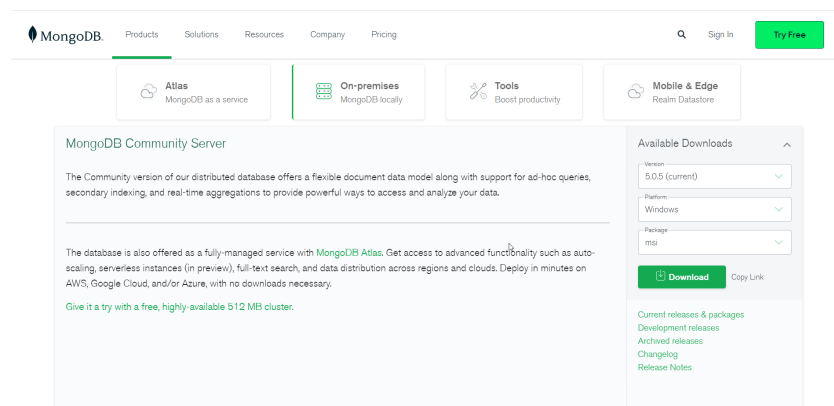 MongoDB.
Products
Solutions
Resources
Company
Pricing
Sign In
Try Free
Atlas
MongoDB as a service
On-premises
MongoDB locally
Tools
Boost productivity
Mobile & Edge
Realm Datastore
MongoDB Community Server
The Community version of our distributed database offers a flexible document data model along with support for ad-hoc queries,
secondary indexing, and real-time aggregations to provide powerful ways to access and analyze your data.
The database is also offered as a fully-managed service with MongoDB Atlas. Get access to advanced functionality such as auto-
scaling, serverless instances (in preview), full-text search, and data distribution across regions and clouds. Deploy in minutes on
AWS, Google Cloud, and/or Azure, with no downloads necessary.
Give it a try with a free, highly-available 512 MB cluster.
Available Downloads
Version
5.0.5 (current)
Platform
Windows
Package
msi
Download
Copy Link
Current releases & packages
Development releases
Archived releases
Changelog
Release Notes